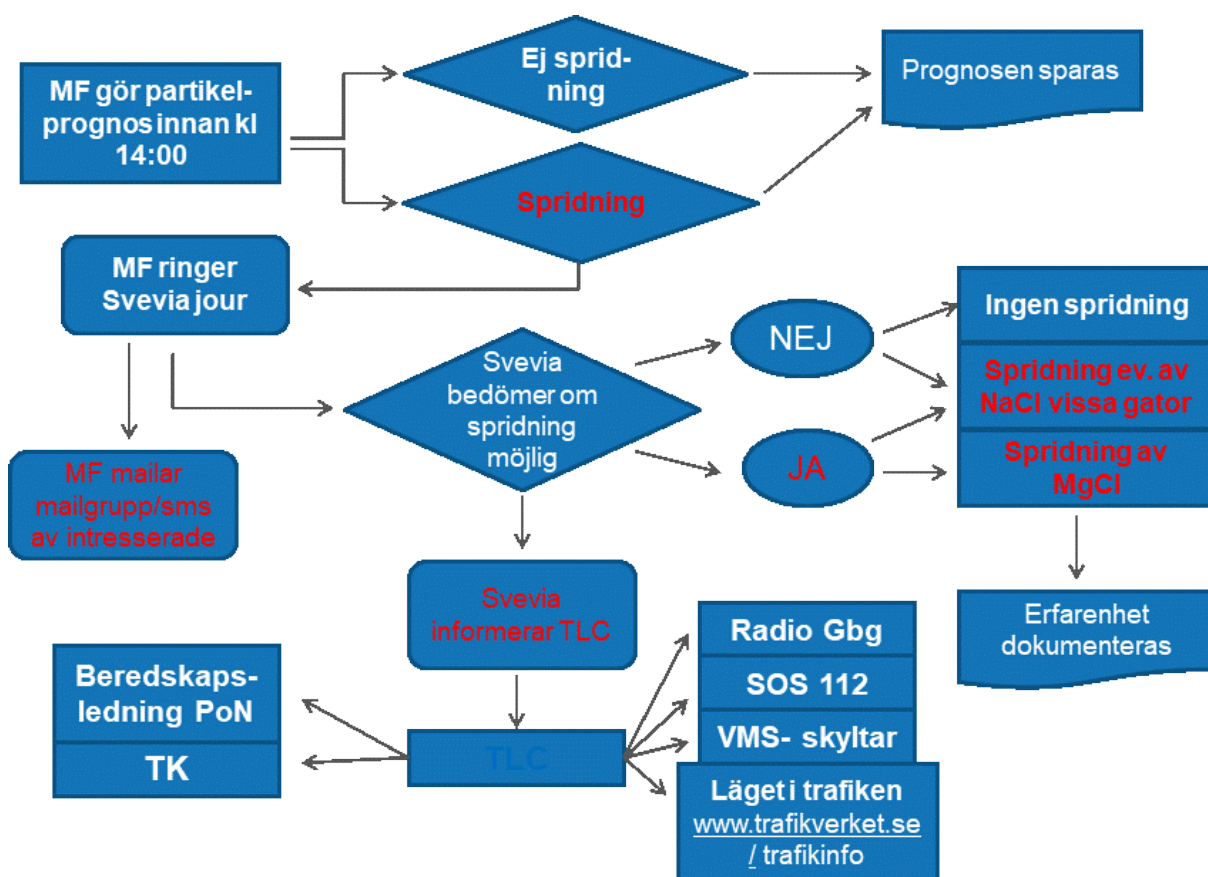 MF gör partikel-
prognos innan kl
14:00
Ej sprid-
ning
Prognosen sparas
Spridning
MF ringer
Svevia jour
Svevia
bedömer om
spridning
möjlig
NEJ
JA
Ingen spridning
Spridning ev. av
NaCl vissa gator
Spridning av
MgCl
MF mailar
mailgrupp/sms
av intresserade
Svevia
informerar TLC
Erfarenhet
dokumenteras
Beredskaps-
ledning PoN
TK
TLC
Radio Gbg
SOS 112
VMS- skyltar
Läget i trafiken
www.trafikverket.se
/ trafikinfo